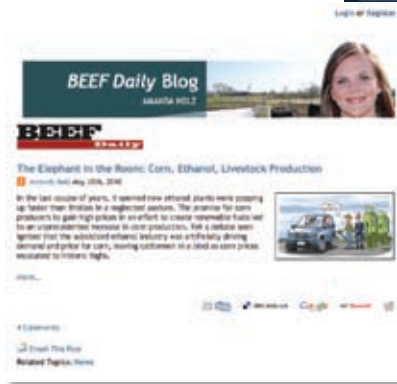 Login or Register
BEEF Daily Blog
AMANDA NOLZ
BEEF
Daily
The Elephant in the Room: Corn, Ethanol, Livestock Production
In the last couple of years, it seemed new ethanol plants were popping
up faster than thistles in a neglected pasture. The promise for corn
producers to gain high prices in an effort to create renewable fuels led
to an unprecedented increase in corn production. Yet a debate soon
ignited that the subsidized ethanol industry was artificially driving
demand and price for corn, leaving customers in a bind as corn prices
escalated to historic highs.
more...
Google
4 Comments
Email This Post
Related Topics: News